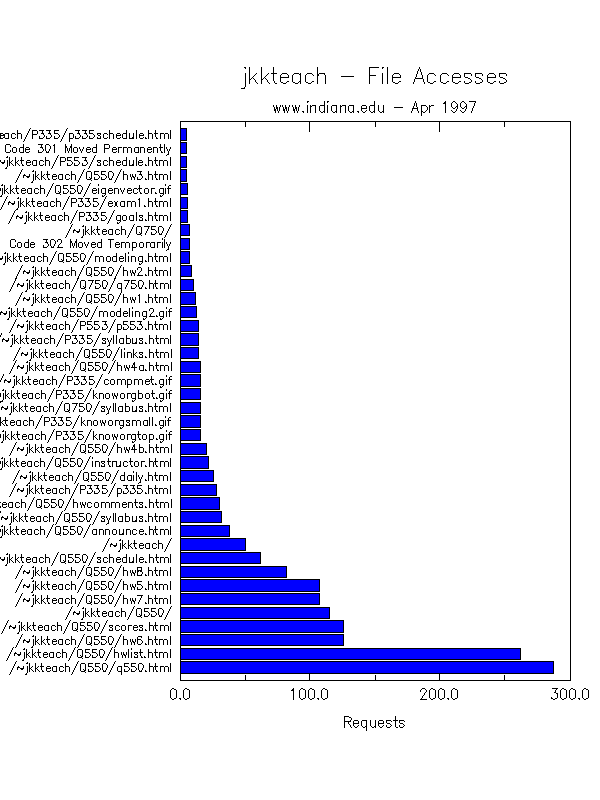 jkkteach - File Accesses
www.indiana.edu - Apr 1997
each/P335/p335schedule.html
Code 301 Moved Permanently
~jkkteach/P553/schedule.html
/~jkkteach/Q550/hw3.html
~jkkteach/Q550/eigenvector.gif
/~jkkteach/P335/exam1.html
/~jkkteach/P335/goals.html
/~jkkteach/Q750/
Code 302 Moved Temporarily
~jkkteach/Q550/modeling.html
/~jkkteach/Q550/hw2.html
/~jkkteach/Q750/q750.html
/~jkkteach/Q550/hw1.html
~jkkteach/Q550/modeling2.gif
/~jkkteach/P553/p553.html
/~jkkteach/P335/syllabus.html
/~jkkteach/Q550/links.html
/~jkkteach/Q550/hw4a.html
/~jkkteach/P335/compmet.gif
jkkteach/P335/knoworgbot.gif
~jkkteach/Q750/syllabus.html
kteach/P335/knoworgsmall.gif
jkkteach/P335/knoworgtop.gif
/~jkkteach/Q550/hw4b.html
~jkkteach/Q550/instructor.html
/~jkkteach/Q550/daily.html
/~jkkteach/P335/p335.html
teach/Q550/hwcomments.html
/~jkkteach/Q550/syllabus.html
~jkkteach/Q550/announce.html
/~jkkteach/
~jkkteach/Q550/schedule.html
/~jkkteach/Q550/hw8.html
/~jkkteach/Q550/hw5.html
/~jkkteach/Q550/hw7.html
/~jkkteach/Q550/
/~jkkteach/Q550/scores.html
/~jkkteach/Q550/hw6.html
/~jkkteach/Q550/hwlist.html
/~jkkteach/Q550/q550.html
0.0 100.0 200.0 300.0
Requests